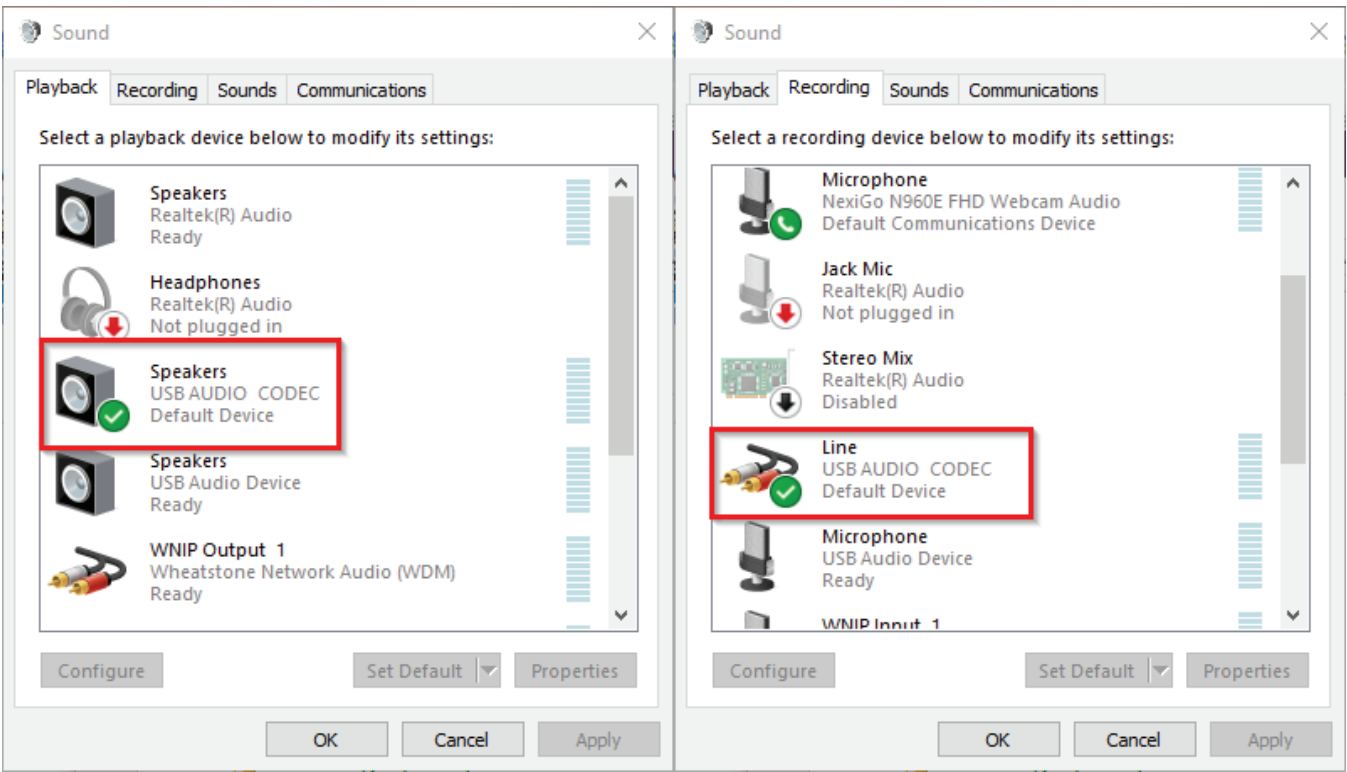 Sound
Playback Recording Sounds Communications
Select a playback device below to modify its settings:
Speakers
Realtek(R) Audio
Ready
Headphones
Realtek(R) Audio
Not plugged in
Speakers
USB AUDIO  CODEC
Default Device
Speakers
USB Audio Device
Ready
WNIP Output  1
Wheatstone Network Audio (WDM)
Ready
Configure Set Default Properties
OK Cancel Apply
Sound
Playback Recording Sounds Communications
Select a recording device below to modify its settings:
Microphone
NexiGo N960E FHD Webcam Audio
Default Communications Device
Jack Mic
Realtek(R) Audio
Not plugged in
Stereo Mix
Realtek(R) Audio
Disabled
Line
USB AUDIO  CODEC
Default Device
Microphone
USB Audio Device
Ready
WNIP Input  1
Configure Set Default Properties
OK Cancel Apply